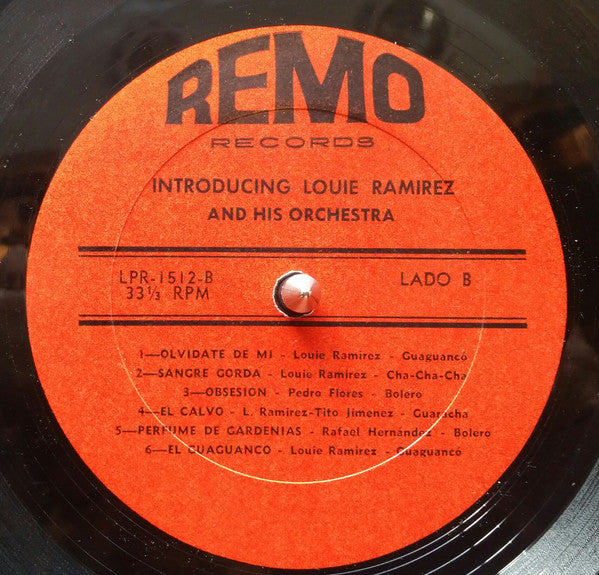 REMO
RECORDS
INTRODUCING LOUIE RAMIREZ
AND HIS ORCHESTRA
LPR-1512-B
33⅓ RPM
LADO B
1—OLVIDATE DE MI - Louie Ramirez - Guaguancó
2—SANGRE GORDA - Louie Ramirez - Cha-Cha-Cha
3—OBSESION - Pedro Flores - Bolero
4—EL CALVO - L. Ramirez-Tito Jimenez - Guaracha
5—PERFUME DE GARDENIAS - Rafael Hernández - Bolero
6—EL GUAGUANCO - Louie Ramirez - Guaguancó